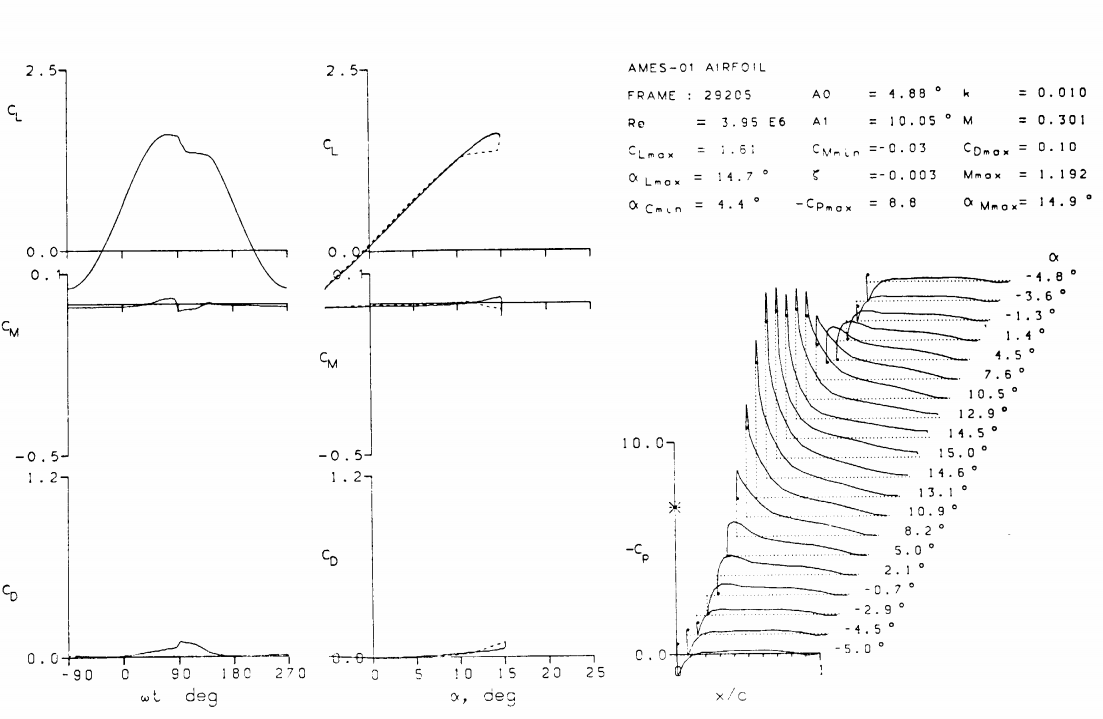 AMES-01 AIRFOIL
FRAME : 29205 A0 = 4.88 ° k = 0.010
Re = 3.95 E6 A1 = 10.05 ° M = 0.301
CLmax = 1.61 CMmin =-0.03 CDmax = 0.10
αLmax = 14.7 ° ζ =-0.003 Mmax = 1.192
αCmin = 4.4 ° -CPmax = 8.8 αMmax= 14.9 °
2.5
CL
0.0
0.1
CM
-0.5
1.2
CD
0.0
-90 0 90 180 270
ωt deg
2.5
CL
0.0
0.1
CM
-0.5
1.2
CD
0.0
0 5 10 15 20 25
α, deg
α
-4.8 °
-3.6 °
-1.3 °
1.4 °
4.5 °
7.6 °
10.5 °
12.9 °
14.5 °
15.0 °
14.6 °
13.1 °
10.9 °
8.2 °
5.0 °
2.1 °
-0.7 °
-2.9 °
-4.5 °
-5.0 °
10.0
-Cp
0.0
0 1
x/c